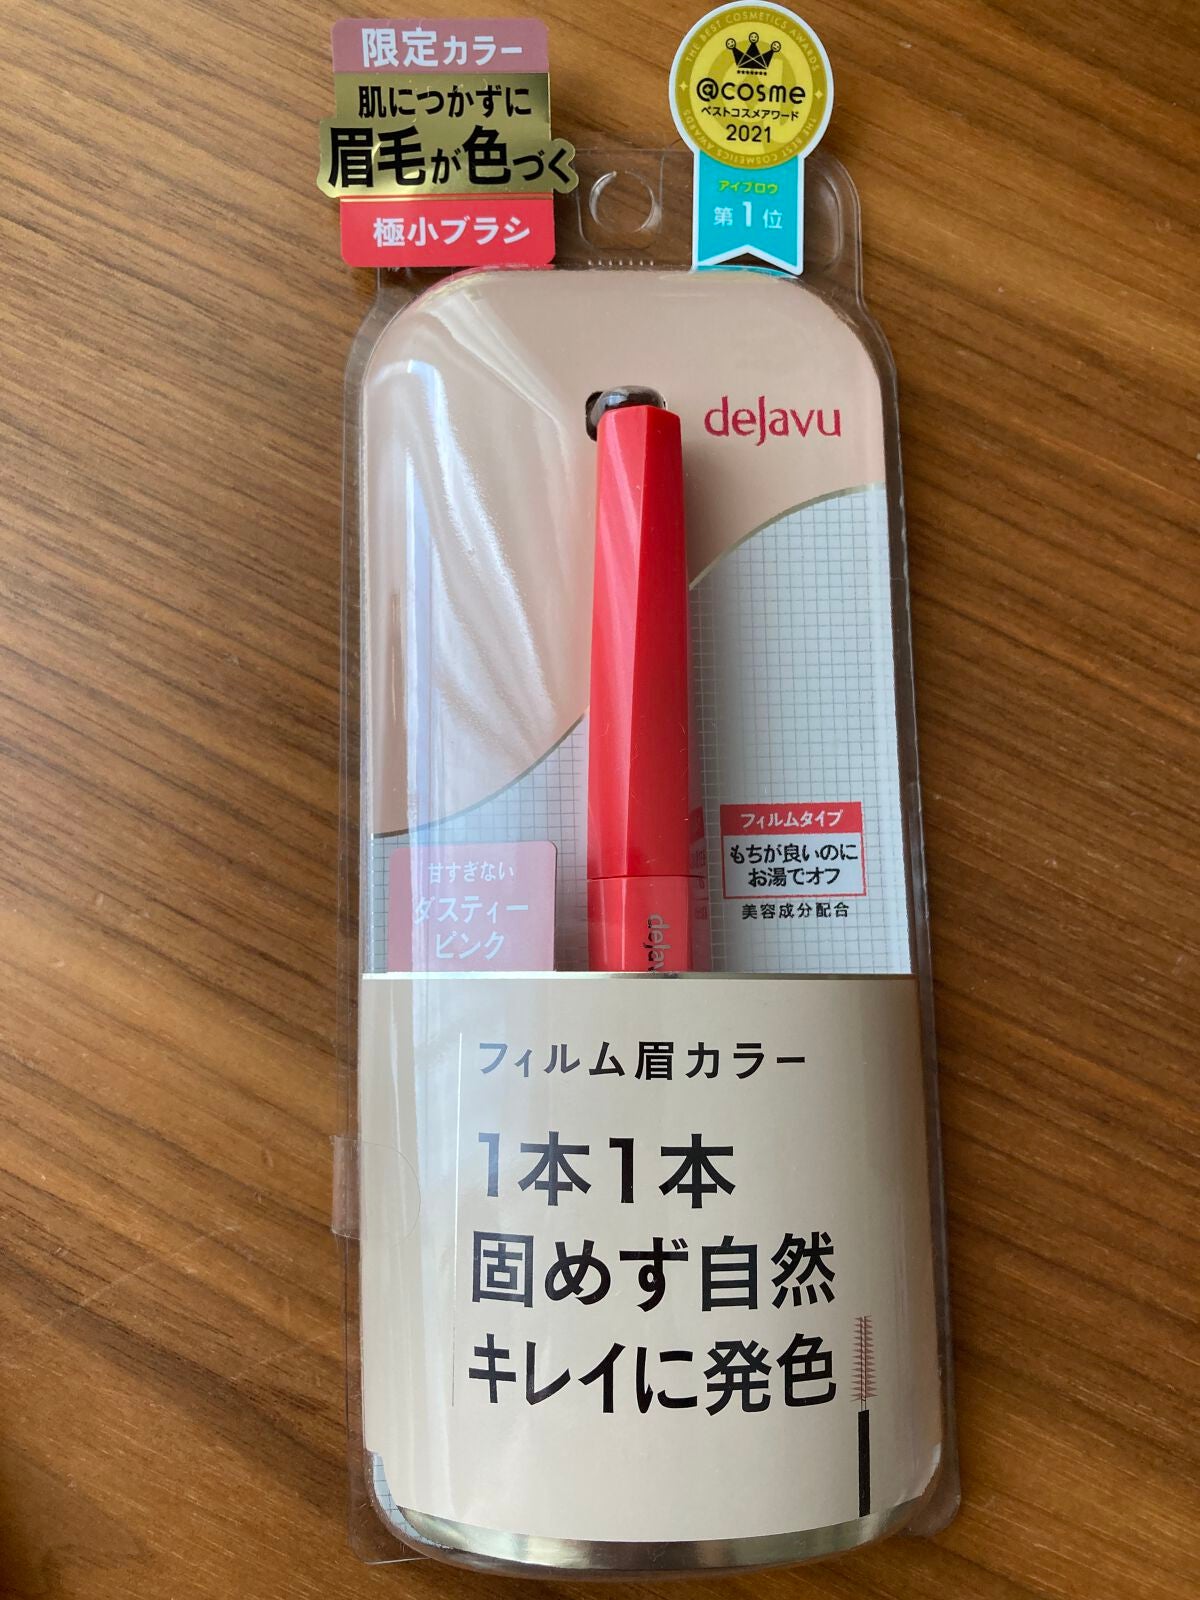 限定カラー
肌につかずに
眉毛が色づく
極小ブラシ
THE BEST COSMETICS AWARDS
@cosme
ベストコスメアワード
2021
THE BEST COSMETICS AWARDS
アイブロウ
第1位
dejavu
フィルムタイプ
もちが良いのに
お湯でオフ
美容成分配合
甘すぎない
ダスティー
ピンク
dejav
フィルム眉カラー
1本1本
固めず自然
キレイに発色